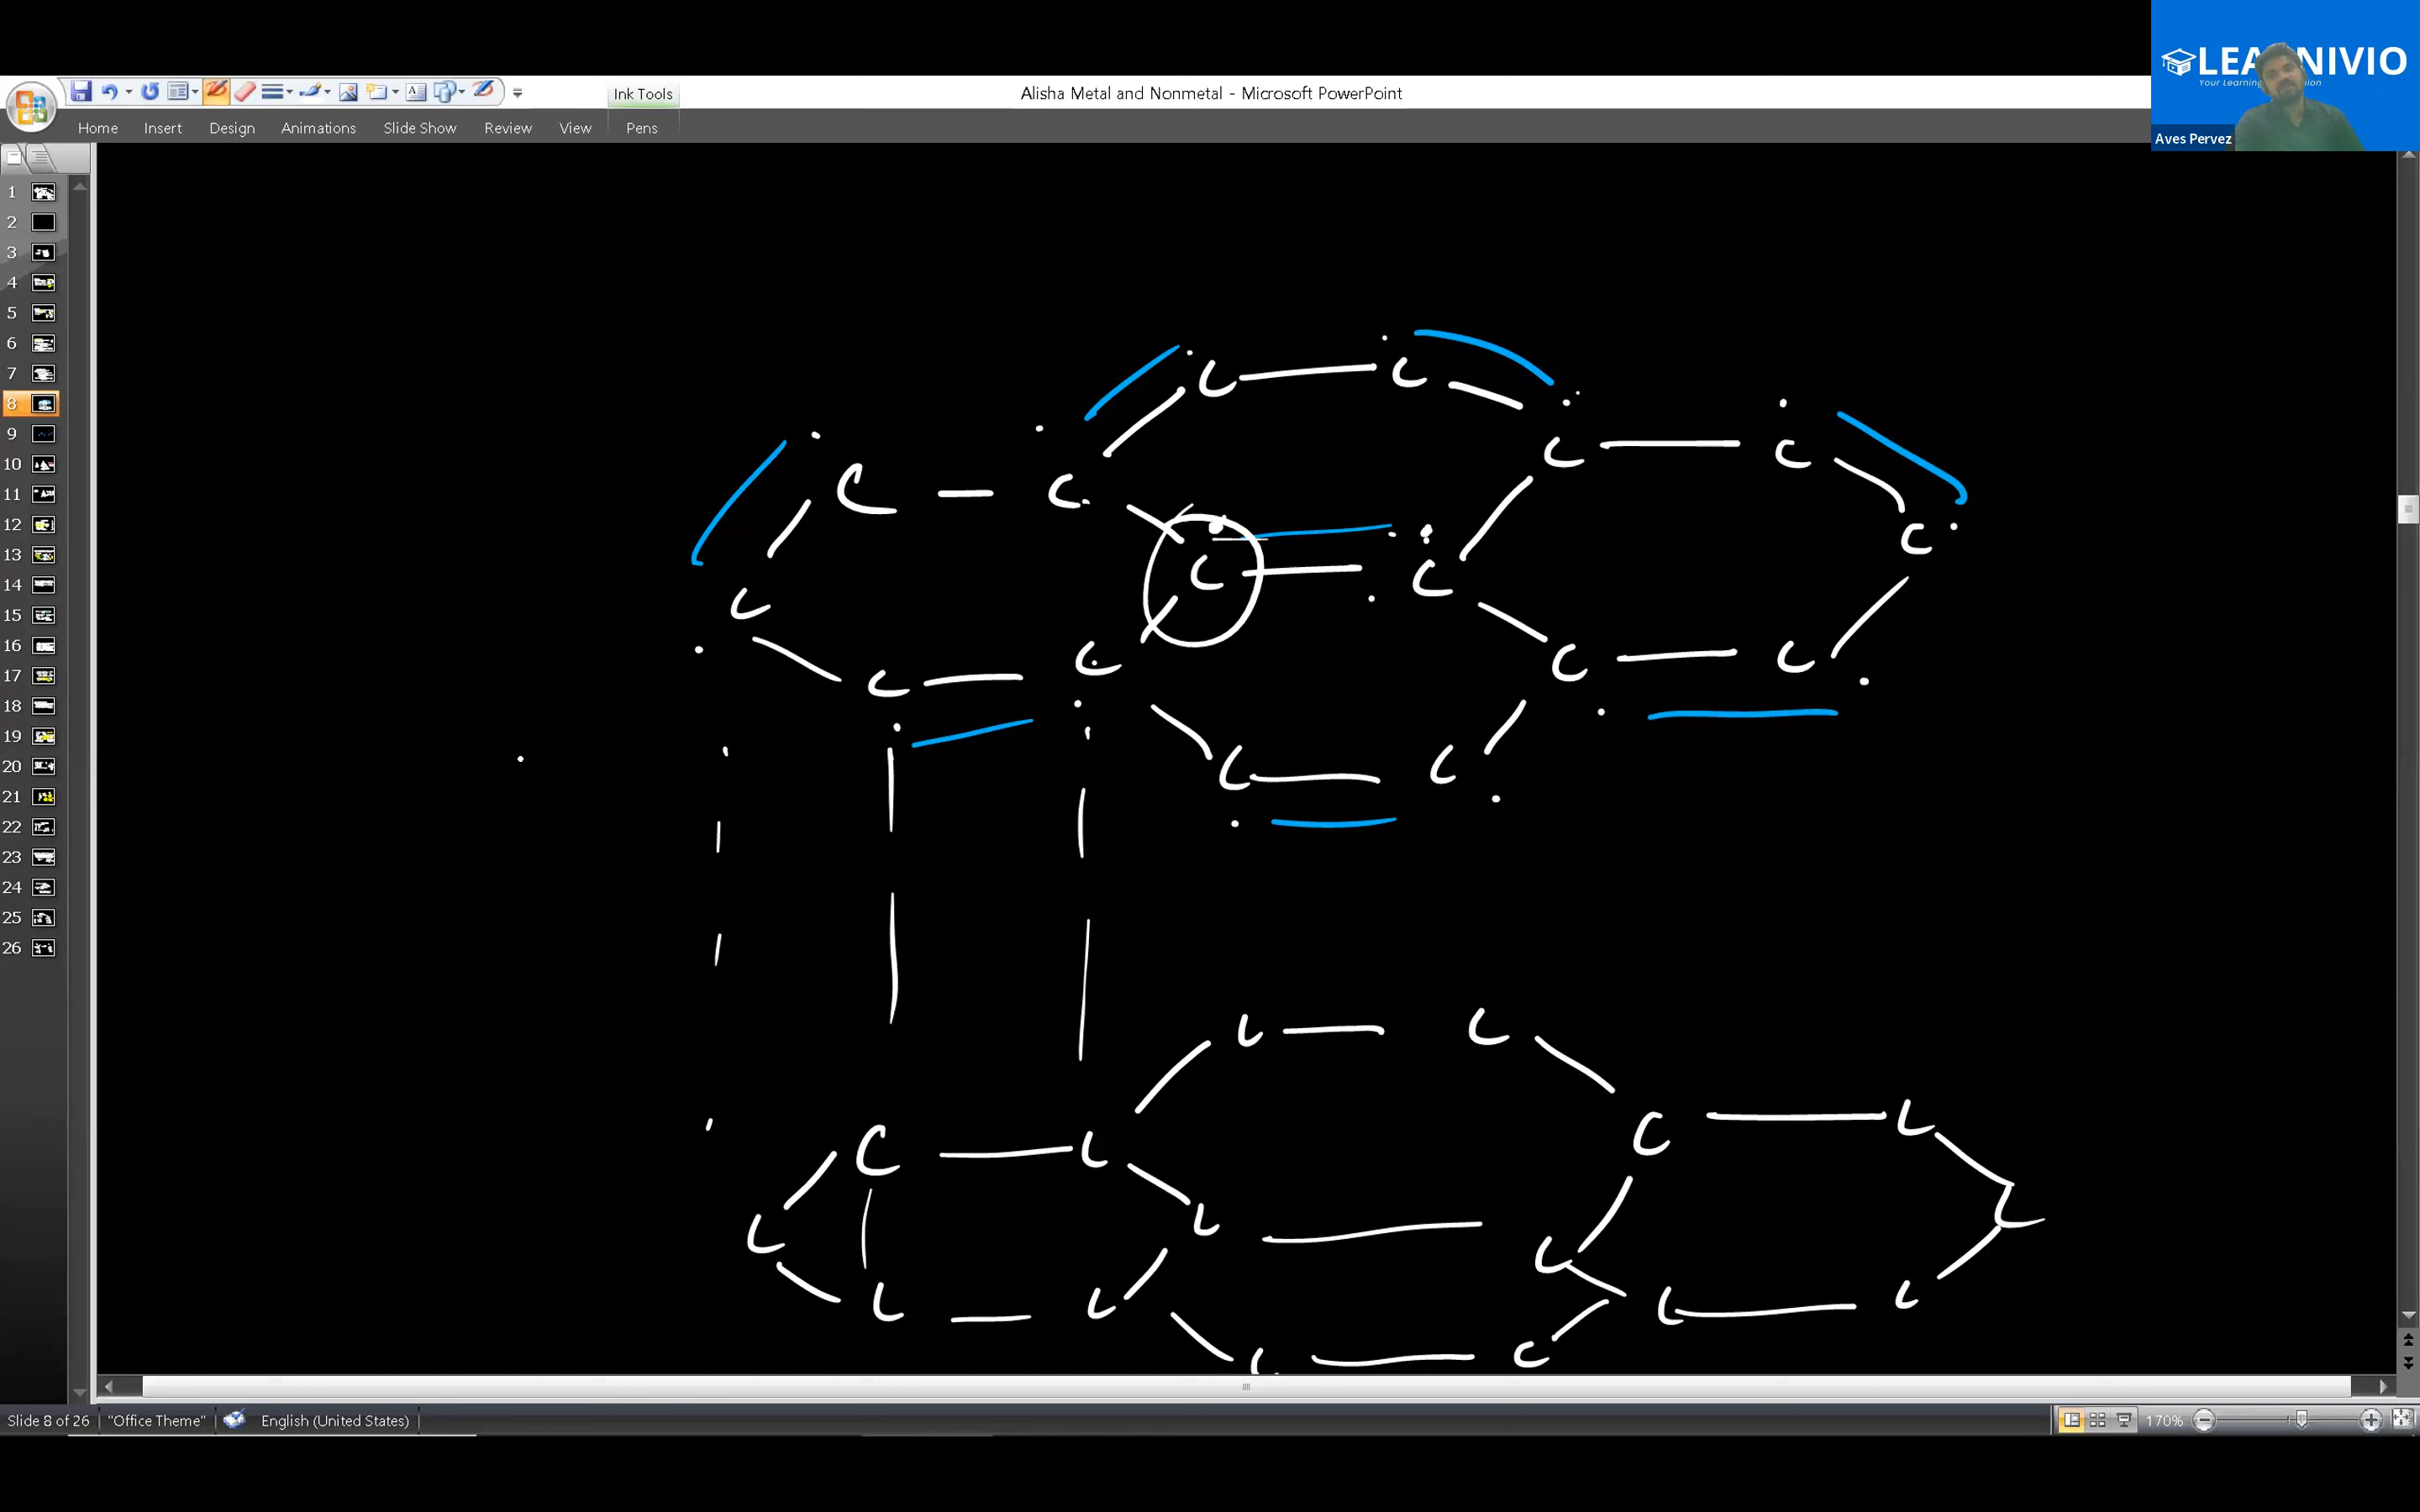 LEARNIVIO
Aves Pervez
Ink Tools
Alisha Metal and Nonmetal - Microsoft PowerPoint
Home Insert Design Animations Slide Show Review View Pens
1
2
3
4
5
6
7
8
9
10
11
12
13
14
15
16
17
18
19
20
21
22
23
24
25
26
C C
C C
C C C
C
C C
C C
C C C
C C
C C
C C
C C
C C
C C C
C C
C C
C C
Slide 8 of 26 "Office Theme" English (United States) 170%